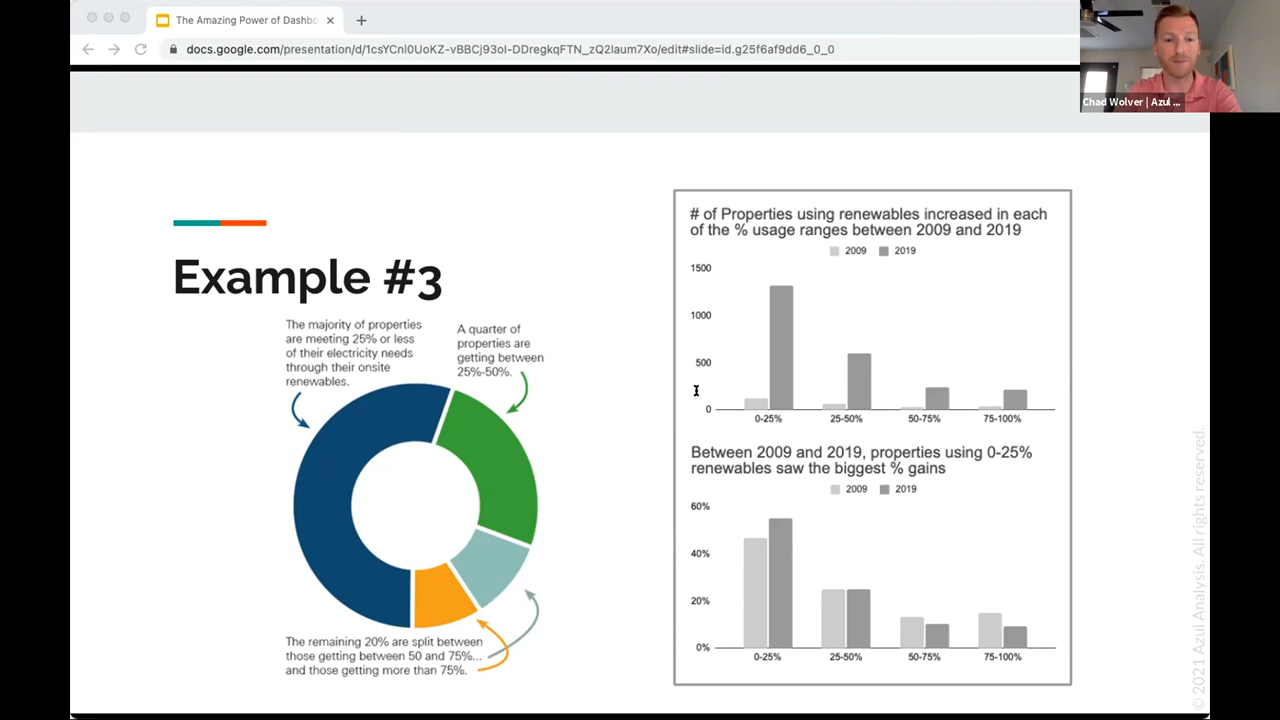 The Amazing Power of Dashbo
docs.google.com/presentation/d/1csYCnl0UoKZ-vBBCj93oI-DDregkqFTN_zQ2laum7Xo/edit#slide=id.g25f6af9dd6_0_0
Chad Wolver | Azul ...
Example #3
The majority of properties
are meeting 25% or less
of their electricity needs
through their onsite
renewables.
A quarter of
properties are
getting between
25%-50%.
The remaining 20% are split between
those getting between 50 and 75%...
and those getting more than 75%.
# of Properties using renewables increased in each
of the % usage ranges between 2009 and 2019
2009 2019
1500
1000
500
0
0-25% 25-50% 50-75% 75-100%
Between 2009 and 2019, properties using 0-25%
renewables saw the biggest % gains
2009 2019
60%
40%
20%
0%
0-25% 25-50% 50-75% 75-100%
© 2021 Azul Analysis. All rights reserved.